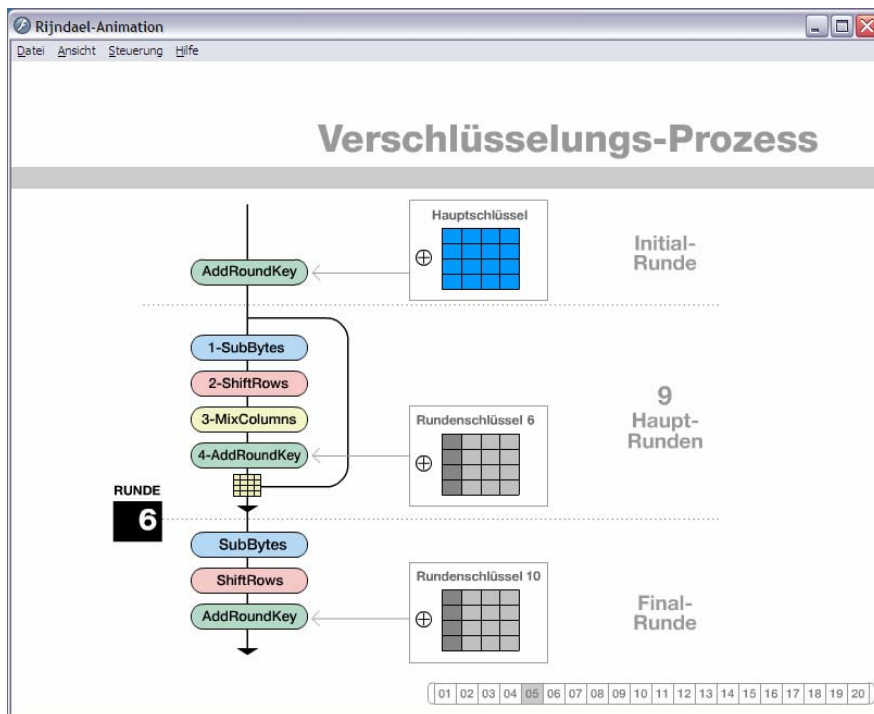 Rijndael-Animation
Datei Ansicht Steuerung Hilfe
Verschlüsselungs-Prozess
Hauptschlüssel
AddRoundKey
Initial-
Runde
1-SubBytes
2-ShiftRows
3-MixColumns
4-AddRoundKey
Rundenschlüssel 6
9
Haupt-
Runden
RUNDE
6
SubBytes
ShiftRows
AddRoundKey
Rundenschlüssel 10
Final-
Runde
01 02 03 04 05 06 07 08 09 10 11 12 13 14 15 16 17 18 19 20